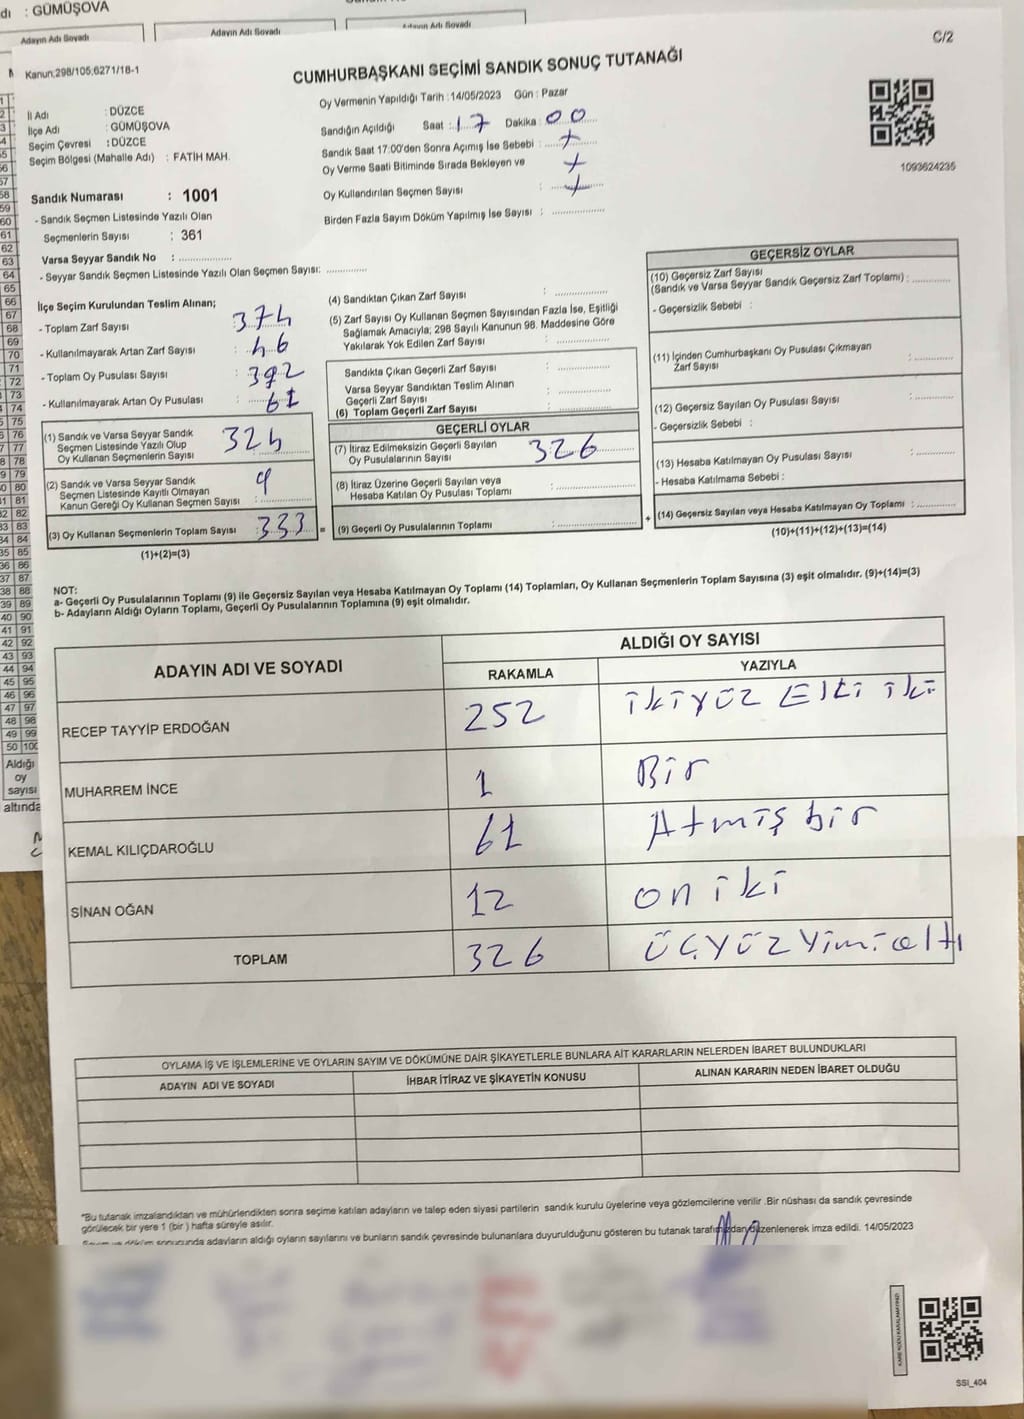 dı : GÜMÜŞOVA
Adayın Adı Soyadı
Adayın Adı Soyadı
Adayın Adı Soyadı
C/2
Kanun;298/105;6271/18-1
CUMHURBAŞKANI SEÇİMİ SANDIK SONUÇ TUTANAĞI
Oy Vermenin Yapıldığı Tarih :14/05/2023 Gün : Pazar
İl Adı : DÜZCE
İlçe Adı : GÜMÜŞOVA
Seçim Çevresi : DÜZCE
Seçim Bölgesi (Mahalle Adı) : FATİH MAH.
Sandığın Açıldığı Saat : 17 Dakika : 00
Sandık Saat 17:00'den Sonra Açımış İse Sebebi :
Oy Verme Saati Bitiminde Sırada Bekleyen ve
Oy Kullandırılan Seçmen Sayısı :
Birden Fazla Sayım Döküm Yapılmış İse Sayısı :
1093624235
Sandık Numarası : 1001
- Sandık Seçmen Listesinde Yazılı Olan
Seçmenlerin Sayısı : 361
Varsa Seyyar Sandık No :
- Seyyar Sandık Seçmen Listesinde Yazılı Olan Seçmen Sayısı:
İlçe Seçim Kurulundan Teslim Alınan;
- Toplam Zarf Sayısı : 374
- Kullanılmayarak Artan Zarf Sayısı : 46
- Toplam Oy Pusulası Sayısı : 392
- Kullanılmayarak Artan Oy Pusulası : 61
(1) Sandık ve Varsa Seyyar Sandık
Seçmen Listesinde Yazılı Olup
Oy Kullanan Seçmenlerin Sayısı
(2) Sandık ve Varsa Seyyar Sandık
Seçmen Listesinde Kayıtlı Olmayan
Kanun Gereği Oy Kullanan Seçmen Sayısı : 9
(3) Oy Kullanan Seçmenlerin Toplam Sayısı : 333
(1)+(2)=(3)
(4) Sandıktan Çıkan Zarf Sayısı :
(5) Zarf Sayısı Oy Kullanan Seçmen Sayısından Fazla İse, Eşitliği
Sağlamak Amacıyla; 298 Sayılı Kanunun 98. Maddesine Göre
Yakılarak Yok Edilen Zarf Sayısı :
Sandıkta Çıkan Geçerli Zarf Sayısı :
Varsa Seyyar Sandıktan Teslim Alınan
Geçerli Zarf Sayısı :
(6) Toplam Geçerli Zarf Sayısı :
GEÇERLİ OYLAR
(7) İtiraz Edilmeksizin Geçerli Sayılan
Oy Pusulalarının Sayısı : 326
(8) İtiraz Üzerine Geçerli Sayılan veya
Hesaba Katılan Oy Pusulası Toplamı :
= (9) Geçerli Oy Pusulalarının Toplamı :
GEÇERSİZ OYLAR
(10) Geçersiz Zarf Sayısı
(Sandık ve Varsa Seyyar Sandık Geçersiz Zarf Toplamı) :
- Geçersizlik Sebebi :
(11) İçinden Cumhurbaşkanı Oy Pusulası Çıkmayan
Zarf Sayısı :
(12) Geçersiz Sayılan Oy Pusulası Sayısı :
- Geçersizlik Sebebi :
(13) Hesaba Katılmayan Oy Pusulası Sayısı :
- Hesaba Katılmama Sebebi :
+ (14) Geçersiz Sayılan veya Hesaba Katılmayan Oy Toplamı :
(10)+(11)+(12)+(13)=(14)
NOT:
a- Geçerli Oy Pusulalarının Toplamı (9) ile Geçersiz Sayılan veya Hesaba Katılmayan Oy Toplamı (14) Toplamları, Oy Kullanan Seçmenlerin Toplam Sayısına (3) eşit olmalıdır. (9)+(14)=(3)
b- Adayların Aldığı Oyların Toplamı, Geçerli Oy Pusulalarının Toplamına (9) eşit olmalıdır.
ADAYIN ADI VE SOYADI
ALDIĞI OY SAYISI
RAKAMLA YAZIYLA
RECEP TAYYİP ERDOĞAN 252 ikiyüz Elli iki
MUHARREM İNCE 1 Bir
KEMAL KILIÇDAROĞLU 61 Atmış bir
SİNAN OĞAN 12 on iki
TOPLAM 326 üçyüz yimi altı
OYLAMA İŞ VE İŞLEMLERİNE VE OYLARIN SAYIM VE DÖKÜMÜNE DAİR ŞİKAYETLERLE BUNLARA AİT KARARLARIN NELERDEN İBARET BULUNDUKLARI
ADAYIN ADI VE SOYADI İHBAR İTİRAZ VE ŞİKAYETİN KONUSU ALINAN KARARIN NEDEN İBARET OLDUĞU
"Bu tutanak imzalandıktan ve mühürlendikten sonra seçime katılan adayların ve talep eden siyasi partilerin sandık kurulu üyelerine veya gözlemcilerine verilir .Bir nüshası da sandık çevresinde
görülecek bir yere 1 (bir ) hafta süreyle asılır.
Sayım ve döküm sonucunda adayların aldığı oyların sayılarını ve bunların sandık çevresinde bulunanlara duyurulduğunu gösteren bu tutanak tarafımızdan düzenlenerek imza edildi. 14/05/2023
Aldığı
oy
sayısı
altında
SSI_404